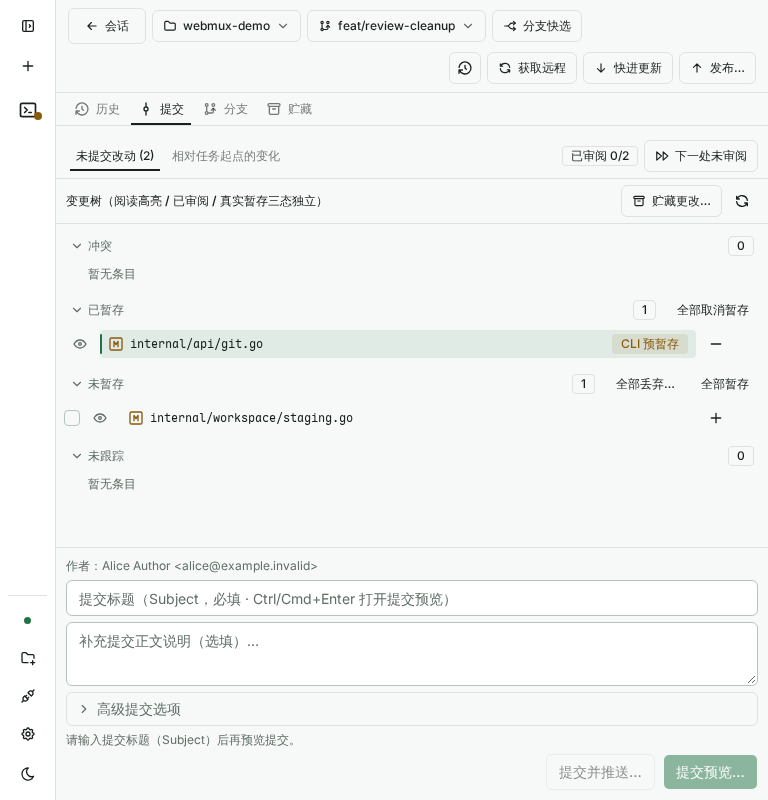 会话 webmux-demo feat/review-cleanup 分支快选
获取远程 快进更新 发布...
历史 提交 分支 贮藏
未提交改动 (2) 相对任务起点的变化 已审阅 0/2 下一处未审阅
变更树（阅读高亮 / 已审阅 / 真实暂存三态独立） 贮藏更改...
冲突 0
暂无条目
已暂存 1 全部取消暂存
M internal/api/git.go CLI 预暂存
未暂存 1 全部丢弃... 全部暂存
M internal/workspace/staging.go
未跟踪 0
暂无条目
作者：Alice Author <alice@example.invalid>
提交标题（Subject，必填 · Ctrl/Cmd+Enter 打开提交预览）
补充提交正文说明（选填）...
高级提交选项
请输入提交标题（Subject）后再预览提交。
提交并推送... 提交预览...